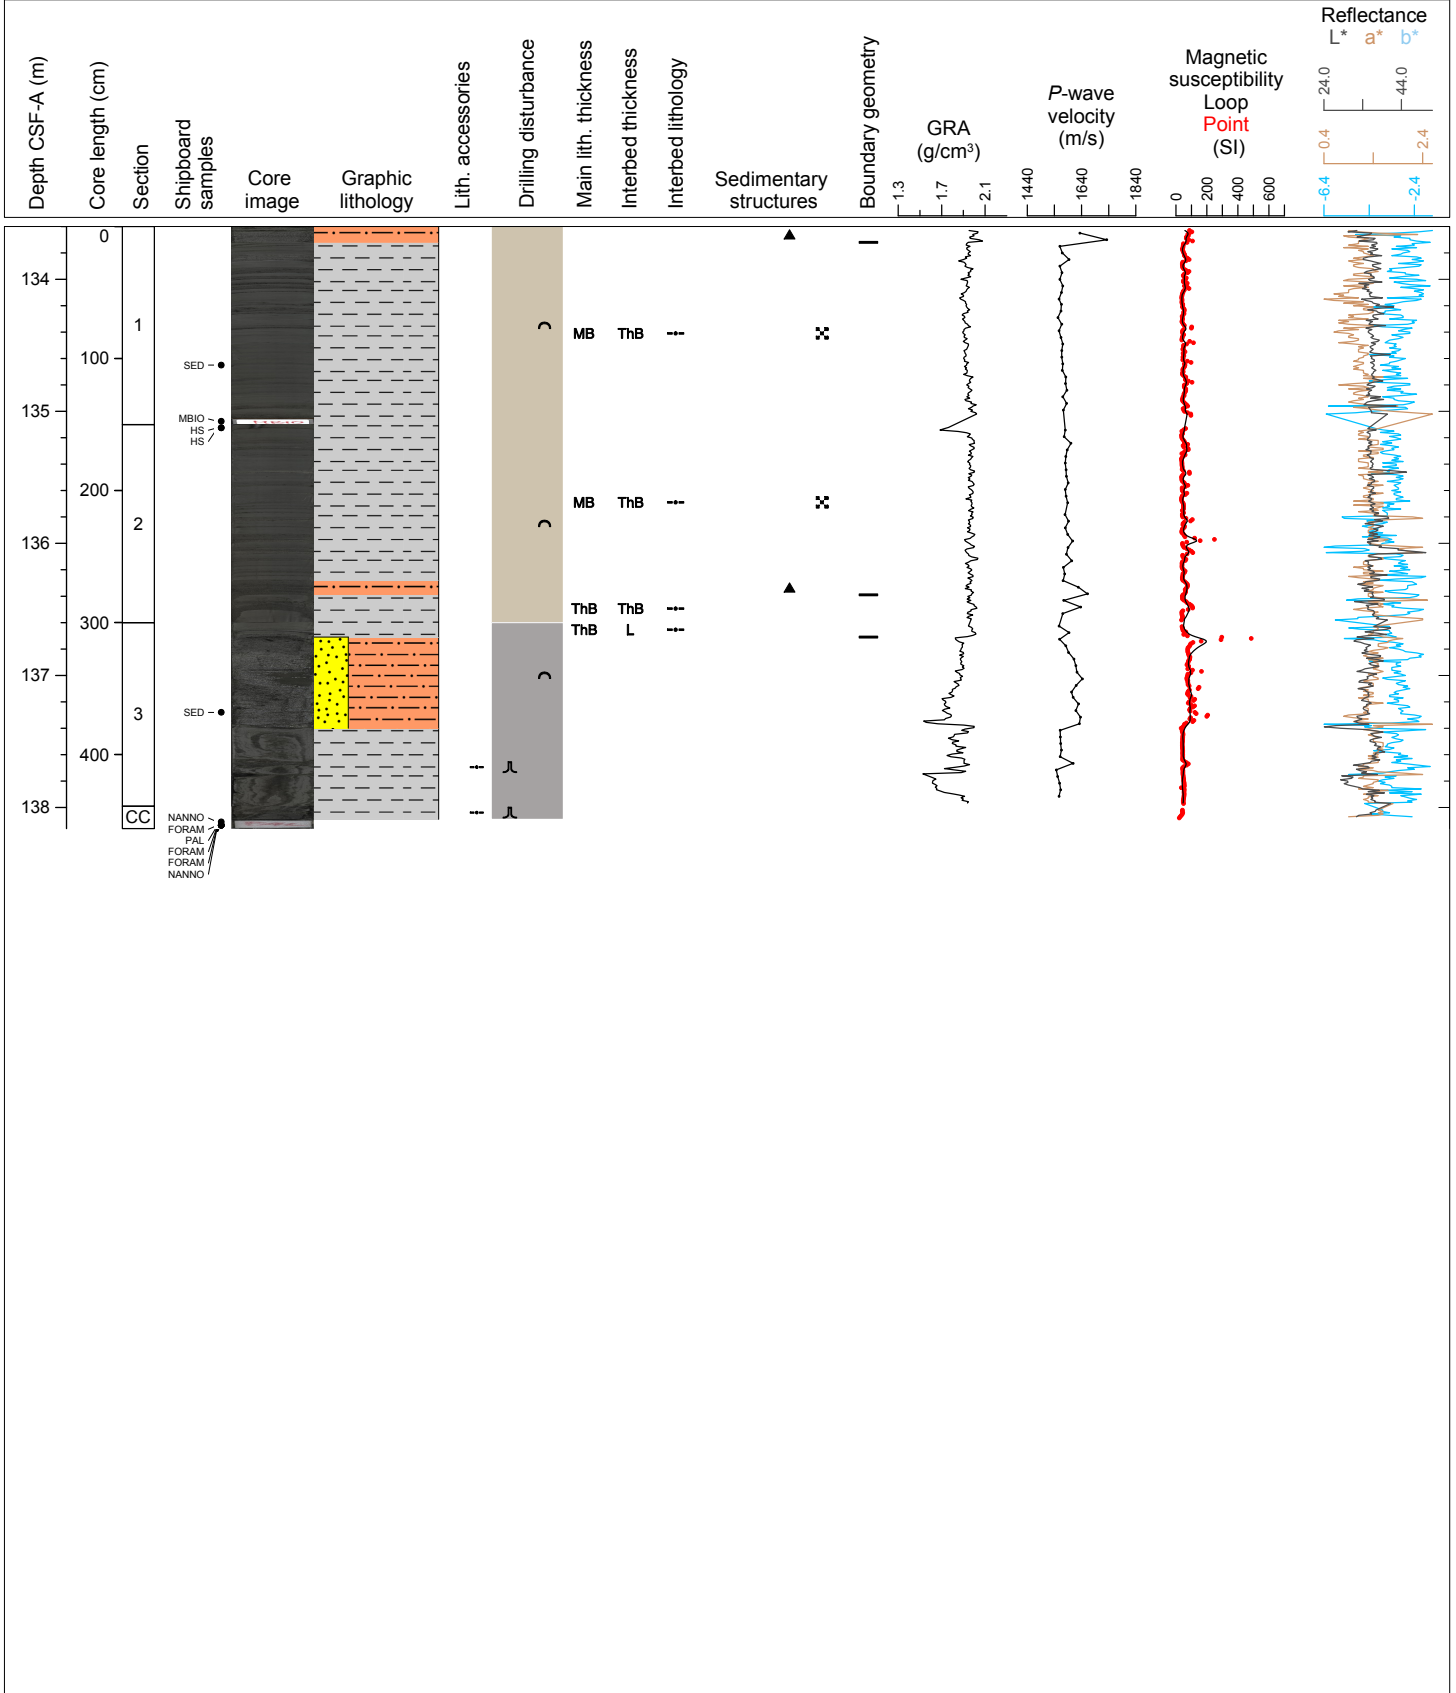 Depth CSF-A (m)
Core length (cm)
Section
Shipboard
samples
Core
image
Graphic
lithology
Lith. accessories
Drilling disturbance
Main lith. thickness
Interbed thickness
Interbed lithology
Sedimentary
structures
Boundary geometry
GRA
(g/cm³)
1.3 1.7 2.1
P-wave
velocity
(m/s)
1440 1640 1840
Magnetic
susceptibility
Loop
Point
(SI)
0 200 400 600
Reflectance
L* a* b*
24.0 44.0
0.4 2.4
-6.4 -2.4
0
134
1
MB ThB
100
SED
135
MBIO
HS
HS
200
MB ThB
2
136
ThB ThB
300
ThB L
137
3
SED
400
138
CC
NANNO
FORAM
PAL
FORAM
FORAM
NANNO